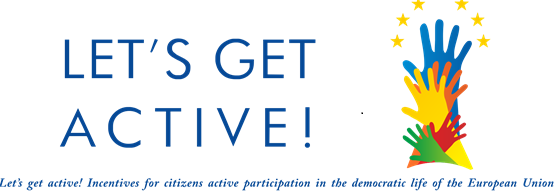 LET'S GET
ACTIVE!
Let's get active! Incentives for citizens active participation in the democratic life of the European Union